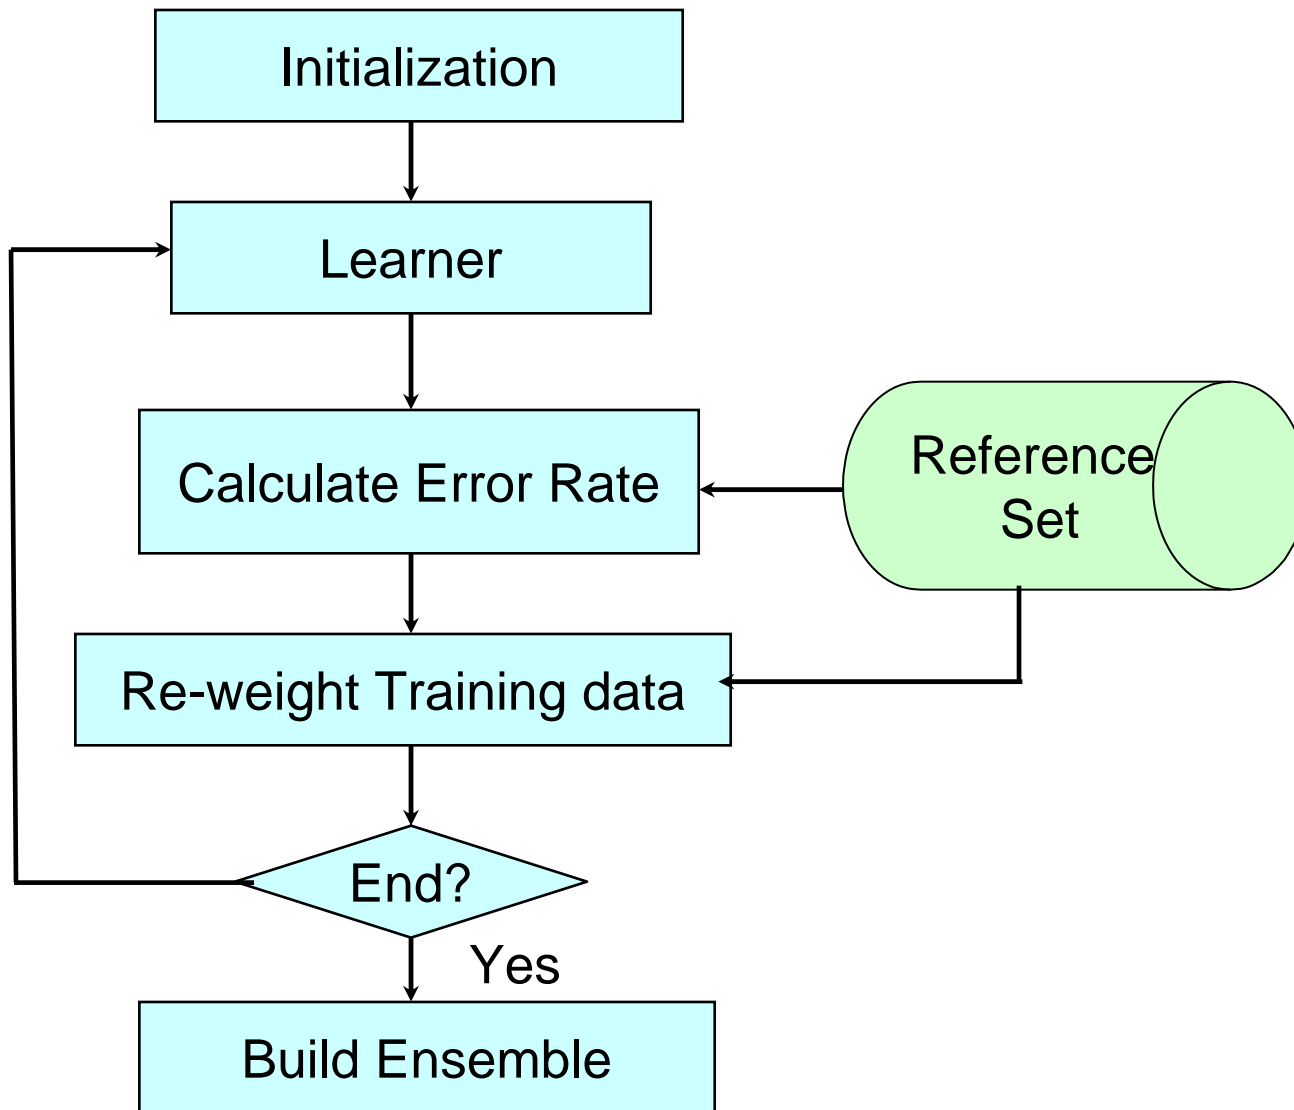 Initialization
Learner
Calculate Error Rate
Reference
Set
Re-weight Training data
End?
Yes
Build Ensemble